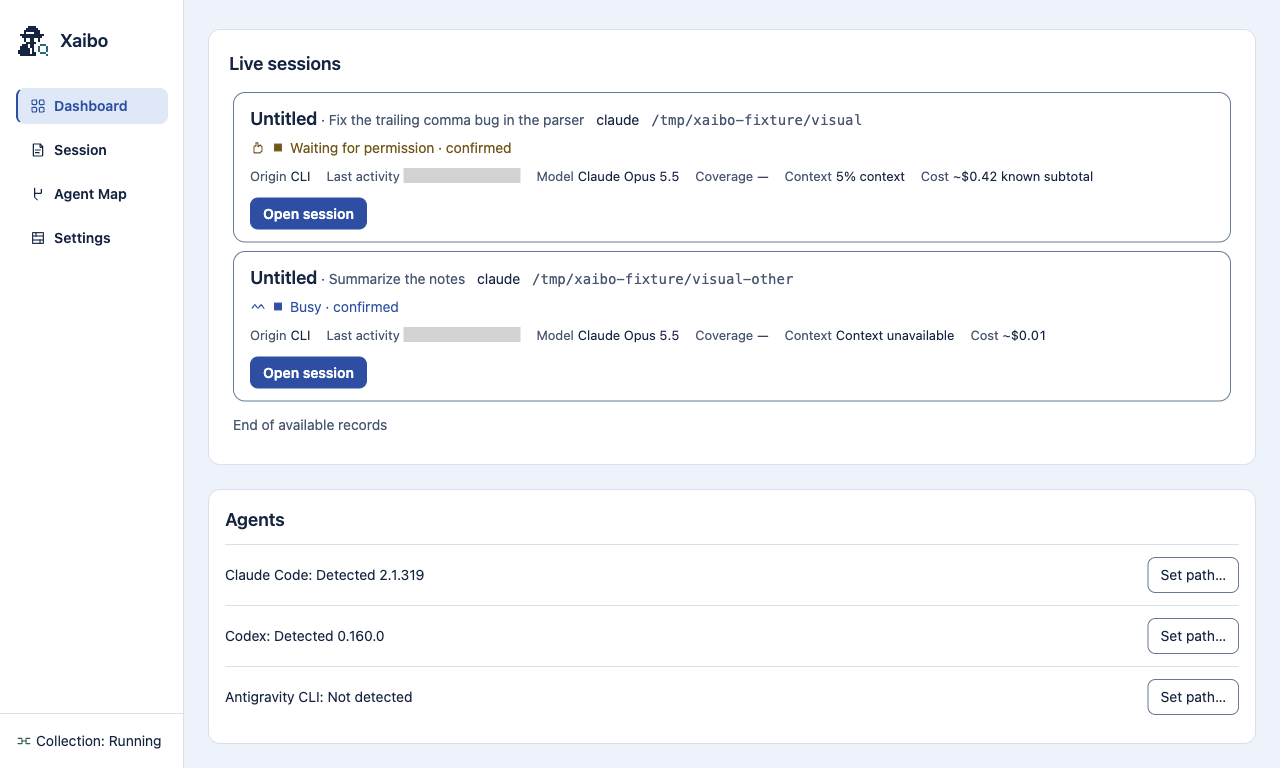 Xaibo
Dashboard
Session
Agent Map
Settings
Collection: Running
Live sessions
Untitled · Fix the trailing comma bug in the parser claude /tmp/xaibo-fixture/visual
Waiting for permission · confirmed
Origin CLI Last activity Model Claude Opus 5.5 Coverage — Context 5% context Cost ~$0.42 known subtotal
Open session
Untitled · Summarize the notes claude /tmp/xaibo-fixture/visual-other
Busy · confirmed
Origin CLI Last activity Model Claude Opus 5.5 Coverage — Context Context unavailable Cost ~$0.01
Open session
End of available records
Agents
Claude Code: Detected 2.1.319 Set path...
Codex: Detected 0.160.0 Set path...
Antigravity CLI: Not detected Set path...